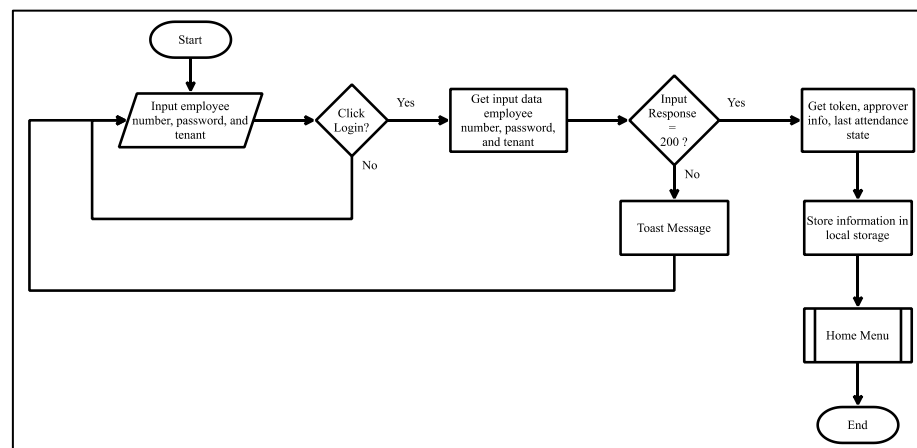 Start
Input employee
number, password, and
tenant
Click
Login?
Yes
No
Get input data
employee
number, password,
and tenant
Input
Response
=
200 ?
Yes
No
Toast Message
Get token, approver
info, last attendance
state
Store information in
local storage
Home Menu
End